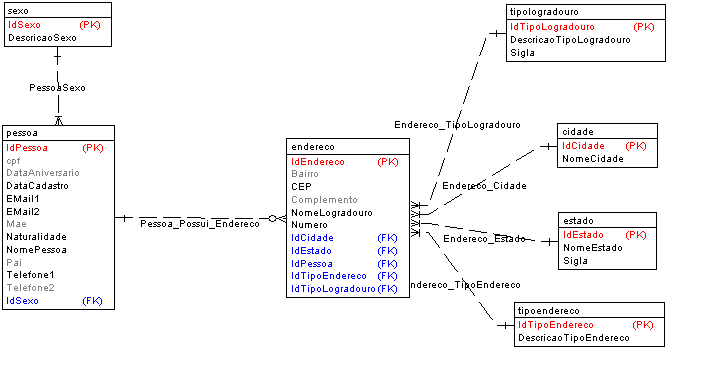 sexo
IdSexo (PK)
DescricaoSexo
PessoaSexo
pessoa
IdPessoa (PK)
cpf
DataAniversario
DataCadastro
EMail1
EMail2
Mae
Naturalidade
NomePessoa
Pai
Telefone1
Telefone2
IdSexo (FK)
Pessoa_Possui_Endereco
endereco
IdEndereco (PK)
Bairro
CEP
Complemento
NomeLogradouro
Numero
IdCidade (FK)
IdEstado (FK)
IdPessoa (FK)
IdTipoEndereco (FK)
IdTipoLogradouro (FK)
Endereco_TipoLogradouro
Endereco_Cidade
Endereco_Estado
ndereco_TipoEndereco
tipologradouro
IdTipoLogradouro (PK)
DescricaoTipoLogradouro
Sigla
cidade
IdCidade (PK)
NomeCidade
estado
IdEstado (PK)
NomeEstado
Sigla
tipoendereco
IdTipoEndereco (PK)
DescricaoTipoEndereco